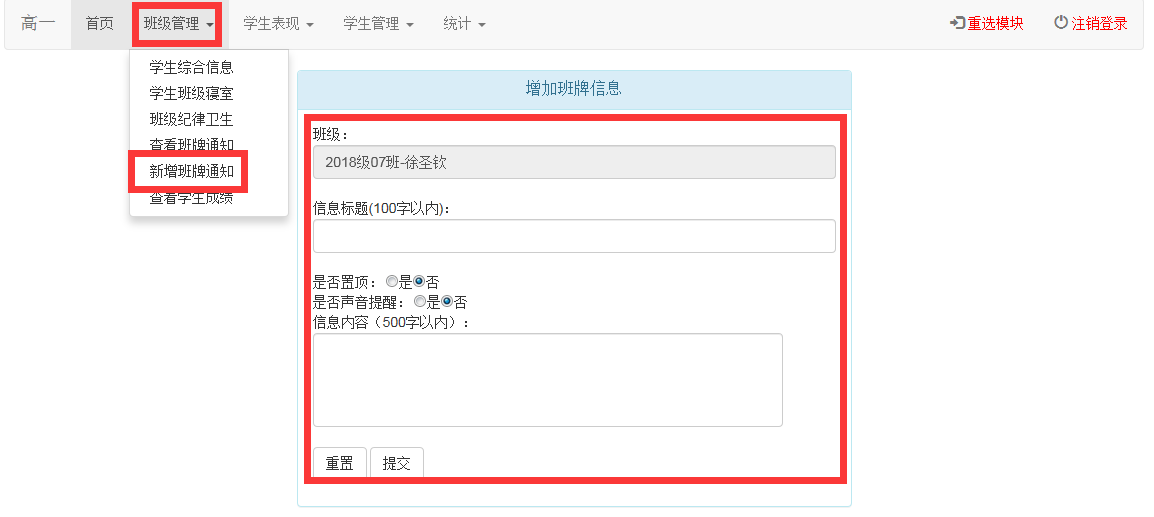 高一 首页 班级管理 学生表现 学生管理 统计 重选模块 注销登录
学生综合信息
学生班级寝室
班级纪律卫生
查看班牌通知
新增班牌通知
查看学生成绩
增加班牌信息
班级：
2018级07班-徐圣钦
信息标题(100字以内)：
是否置顶：是否
是否声音提醒：是否
信息内容（500字以内）：
重置 提交